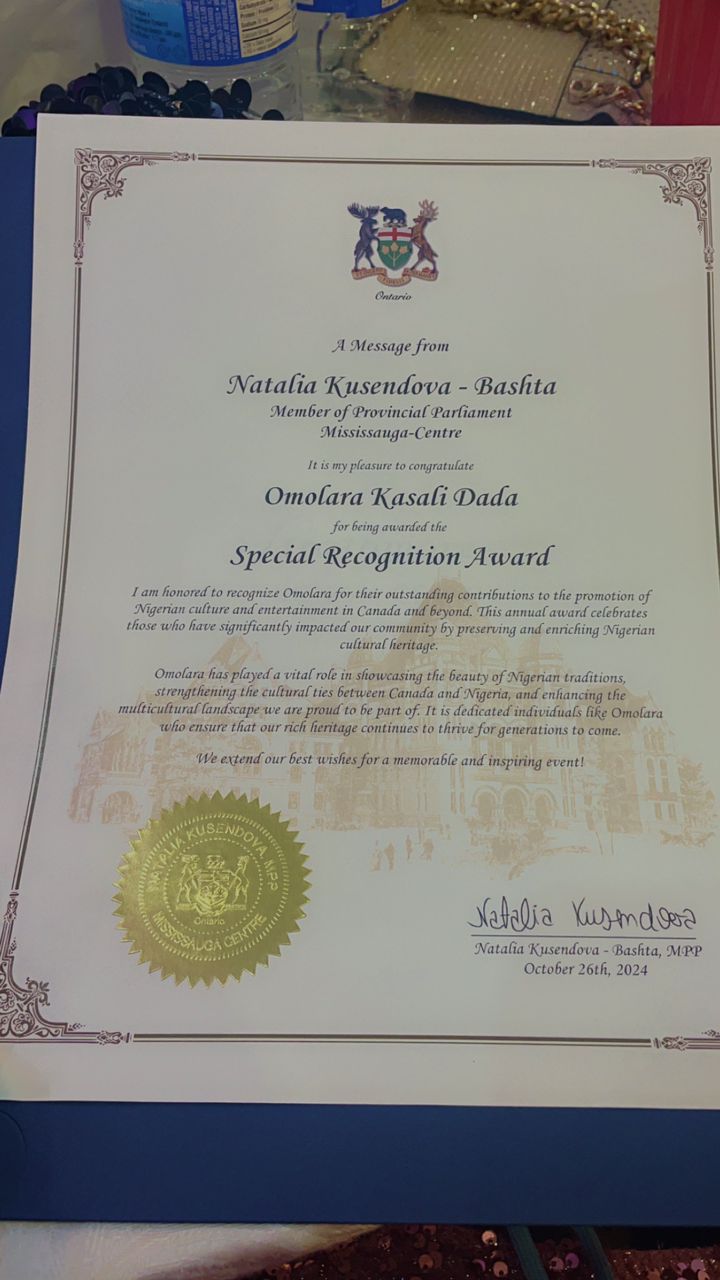 Ontario
A Message from
Natalia Kusendova - Bashta
Member of Provincial Parliament
Mississauga-Centre
It is my pleasure to congratulate
Omolara Kasali Dada
for being awarded the
Special Recognition Award
I am honored to recognize Omolara for their outstanding contributions to the promotion of
Nigerian culture and entertainment in Canada and beyond. This annual award celebrates
those who have significantly impacted our community by preserving and enriching Nigerian
cultural heritage.
Omolara has played a vital role in showcasing the beauty of Nigerian traditions,
strengthening the cultural ties between Canada and Nigeria, and enhancing the
multicultural landscape we are proud to be part of. It is dedicated individuals like Omolara
who ensure that our rich heritage continues to thrive for generations to come.
We extend our best wishes for a memorable and inspiring event!
NATALIA KUSENDOVA, MPP
Ontario
MISSISSAUGA CENTRE
Natalia Kusendova
Natalia Kusendova - Bashta, MPP
October 26th, 2024